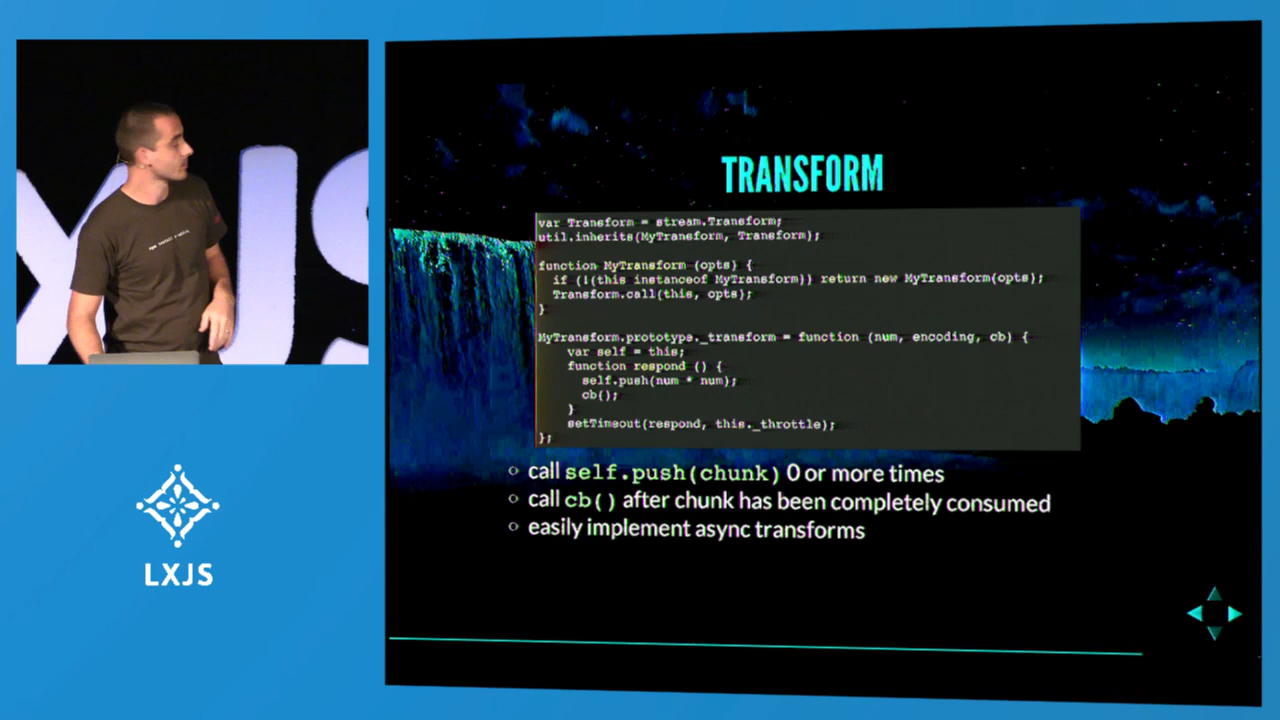 TRANSFORM
var Transform = stream.Transform;
util.inherits(MyTransform, Transform);
function MyTransform (opts) {
if (!(this instanceof MyTransform)) return new MyTransform(opts);
Transform.call(this, opts);
}
MyTransform.prototype._transform = function (num, encoding, cb) {
var self = this;
function respond () {
self.push(num * num);
cb();
}
setTimeout(respond, this._throttle);
};
call self.push(chunk) 0 or more times
call cb() after chunk has been completely consumed
easily implement async transforms
LXJS